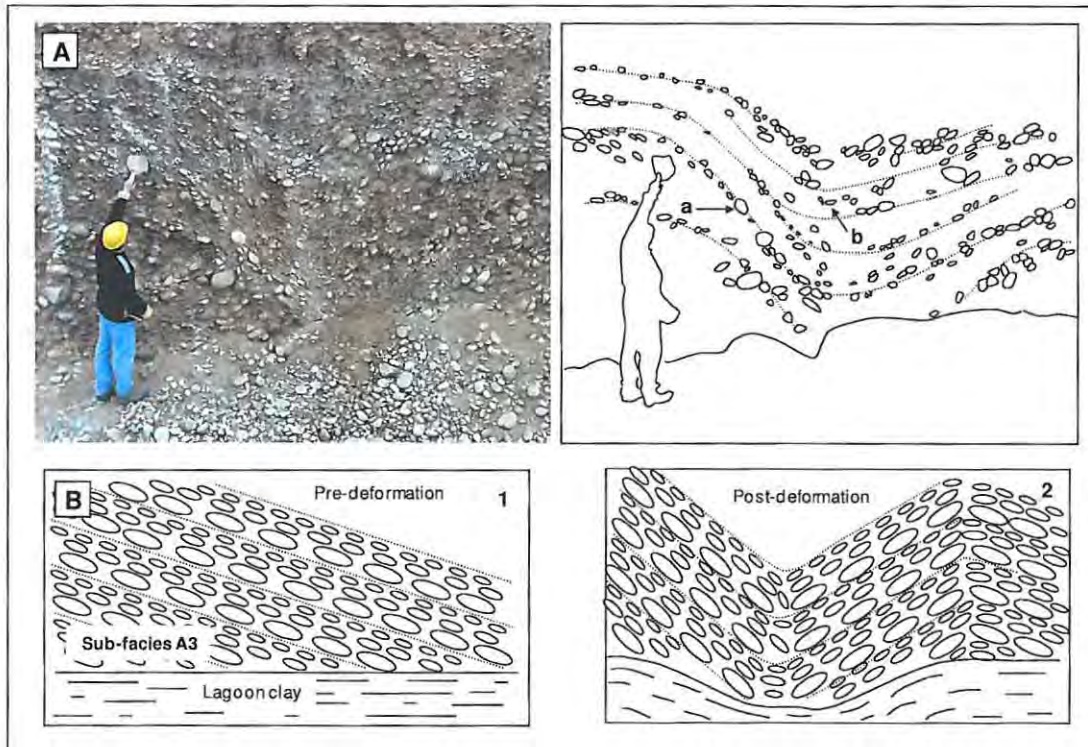 A
a
b
B
Pre-deformation
1
Sub-facies A3
Lagoon clay
Post-deformation
2